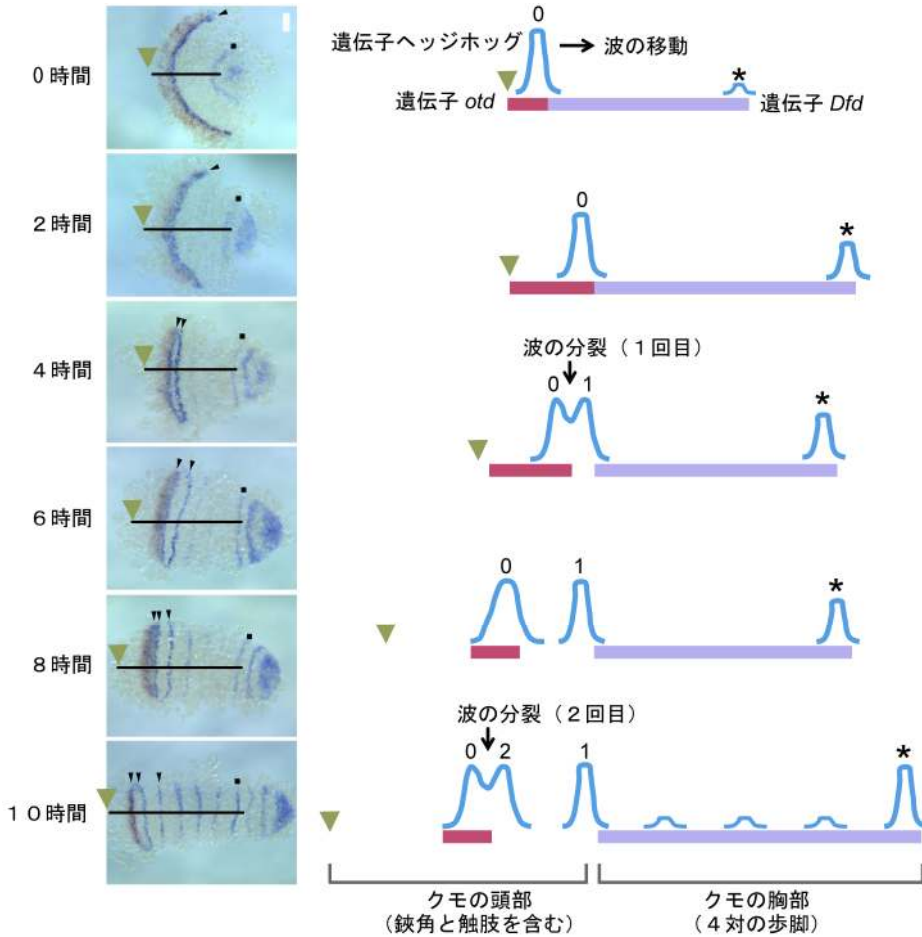 0時間
遺伝子ヘッジホッグ
0
波の移動
*
遺伝子 otd
遺伝子 Dfd
2時間
0
*
4時間
波の分裂（1回目）
0 1
*
6時間
0
1
*
8時間
波の分裂（2回目）
0 2
1
*
10時間
クモの頭部
（鋏角と触肢を含む）
クモの胸部
（4対の歩脚）